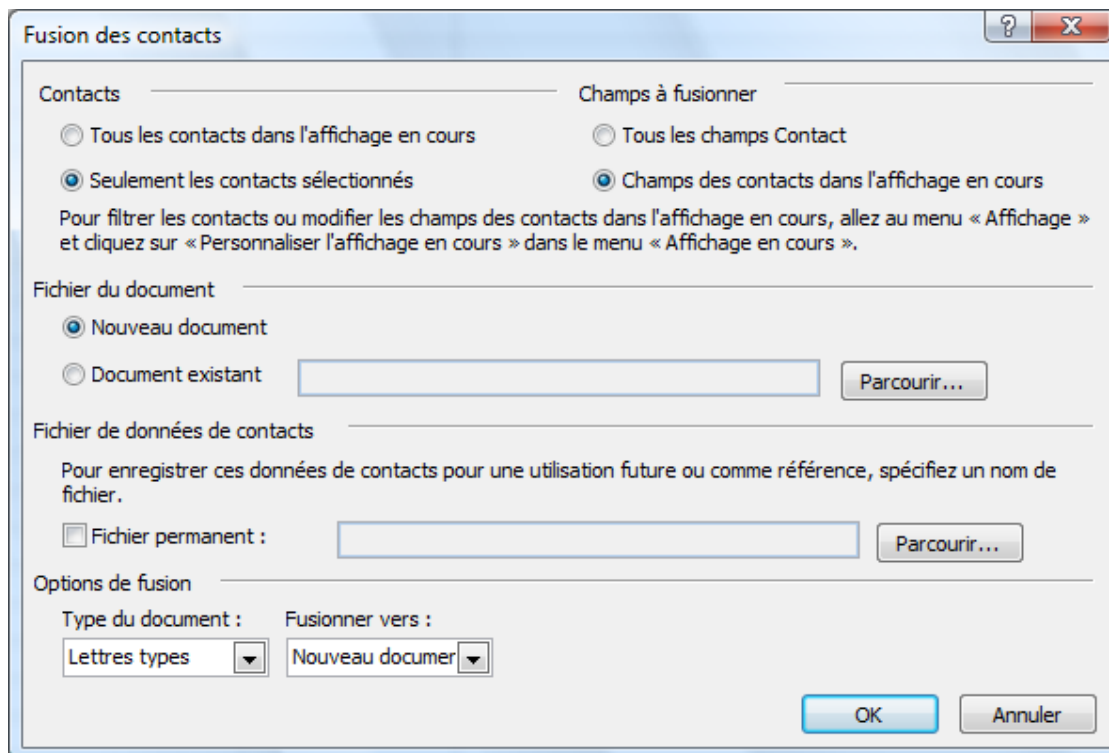 Fusion des contacts
Contacts
Champs à fusionner
Tous les contacts dans l'affichage en cours
Tous les champs Contact
Seulement les contacts sélectionnés
Champs des contacts dans l'affichage en cours
Pour filtrer les contacts ou modifier les champs des contacts dans l'affichage en cours, allez au menu « Affichage »
et cliquez sur « Personnaliser l'affichage en cours » dans le menu « Affichage en cours ».
Fichier du document
Nouveau document
Document existant
Parcourir...
Fichier de données de contacts
Pour enregistrer ces données de contacts pour une utilisation future ou comme référence, spécifiez un nom de
fichier.
Fichier permanent :
Parcourir...
Options de fusion
Type du document :
Fusionner vers :
Lettres types
Nouveau documer
OK
Annuler